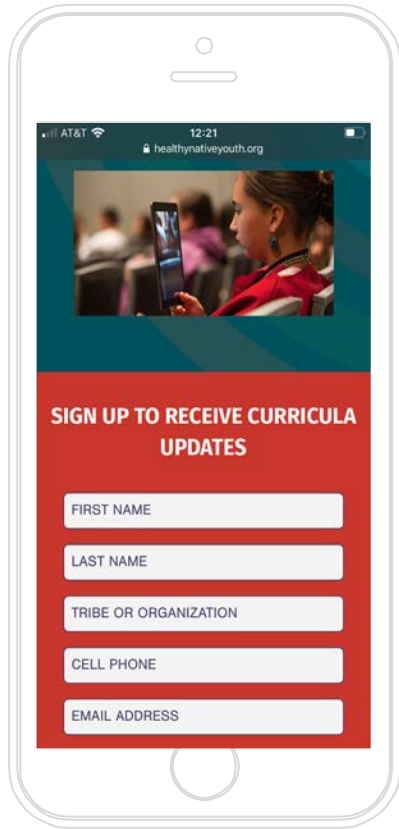 AT&T 12:21
healthynativeyouth.org
SIGN UP TO RECEIVE CURRICULA
UPDATES
FIRST NAME
LAST NAME
TRIBE OR ORGANIZATION
CELL PHONE
EMAIL ADDRESS